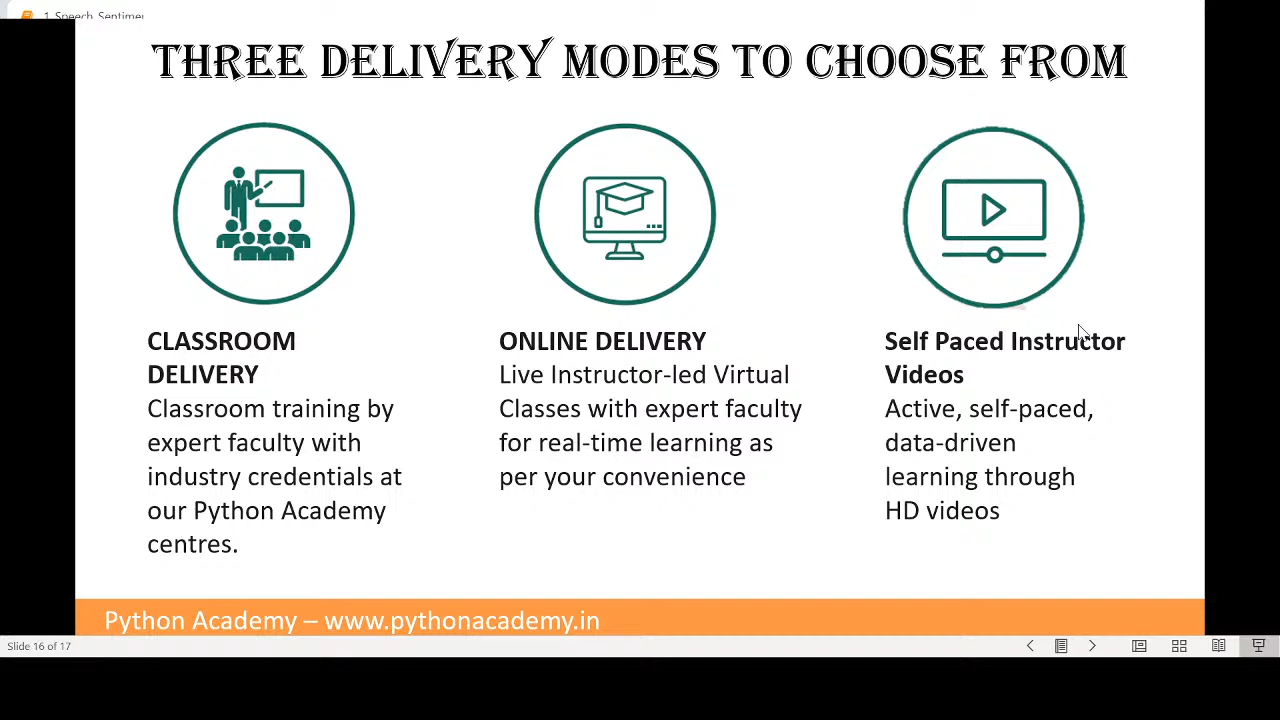 1 Speech Sentimen
THREE DELIVERY MODES TO CHOOSE FROM
CLASSROOM
DELIVERY
Classroom training by
expert faculty with
industry credentials at
our Python Academy
centres.
ONLINE DELIVERY
Live Instructor-led Virtual
Classes with expert faculty
for real-time learning as
per your convenience
Self Paced Instructor
Videos
Active, self-paced,
data-driven
learning through
HD videos
Python Academy – www.pythonacademy.in
Slide 16 of 17